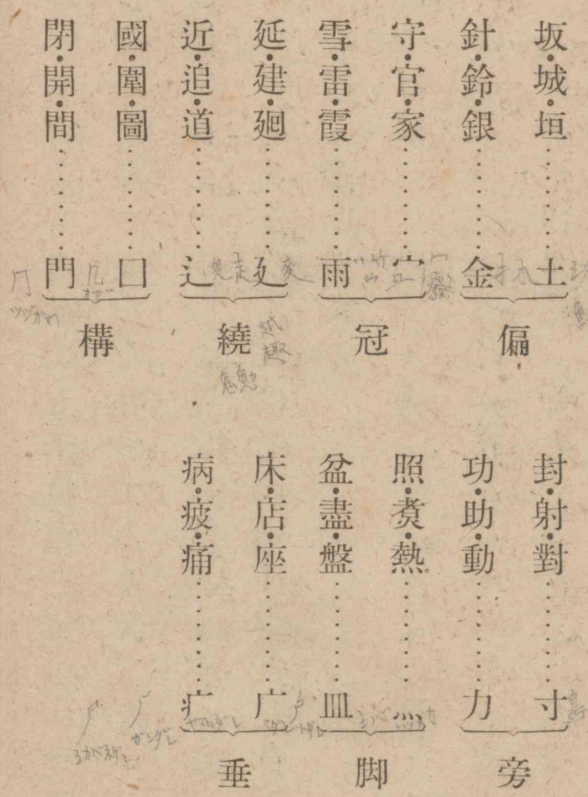 坂・城・垣………土
針・鈴・銀………金
偏
守・官・家………宀
雪・雷・霞………雨
冠
延・建・廻………廴
近・追・道………辶
繞
國・圍・圖………囗
閉・開・間………門
構
封・射・對………寸
功・助・動………力
旁
照・煮・熱………灬
盆・盡・盤………皿
脚
床・店・座………广
病・疲・痛………疒
垂